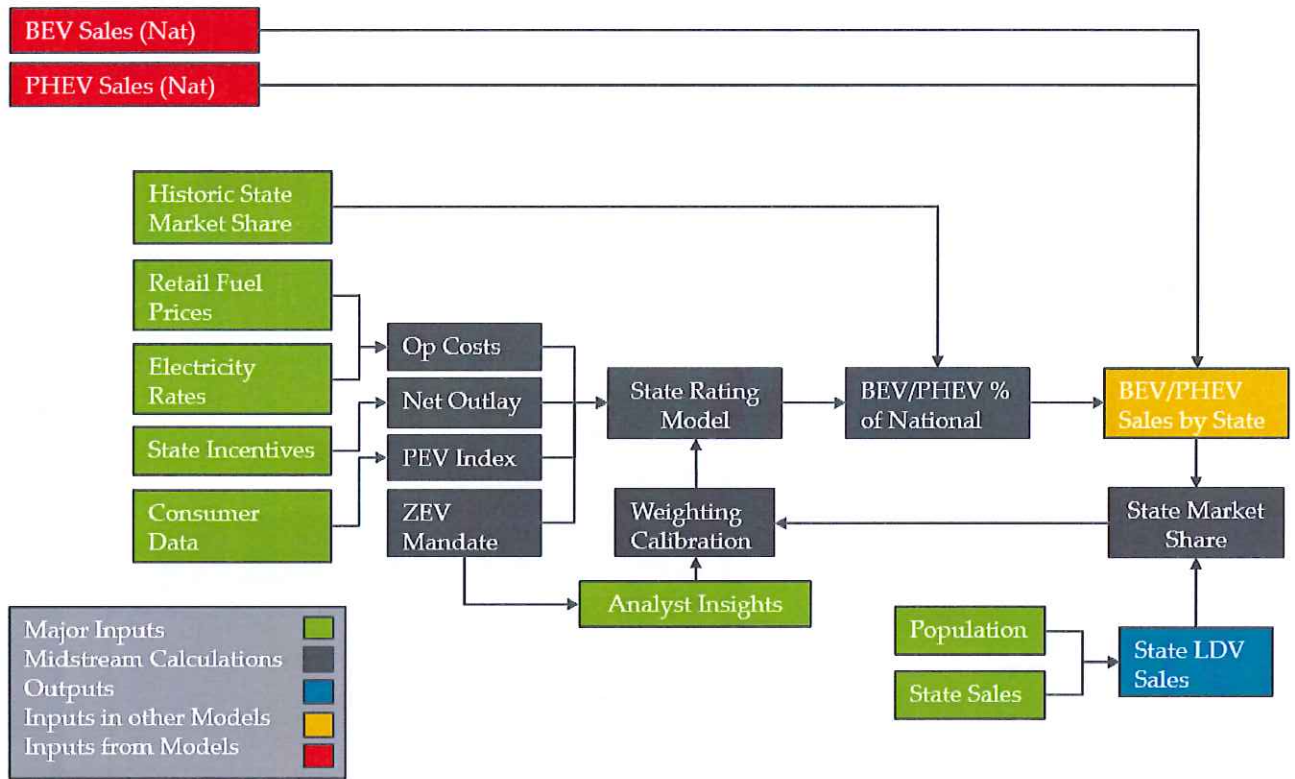 BEV Sales (Nat)
PHEV Sales (Nat)
Historic State
Market Share
Retail Fuel
Prices
Electricity
Rates
State Incentives
Consumer
Data
Op Costs
Net Outlay
PEV Index
ZEV
Mandate
State Rating
Model
Weighting
Calibration
Analyst Insights
BEV/PHEV %
of National
BEV/PHEV
Sales by State
State Market
Share
Population
State Sales
State LDV
Sales
Major Inputs
Midstream Calculations
Outputs
Inputs in other Models
Inputs from Models